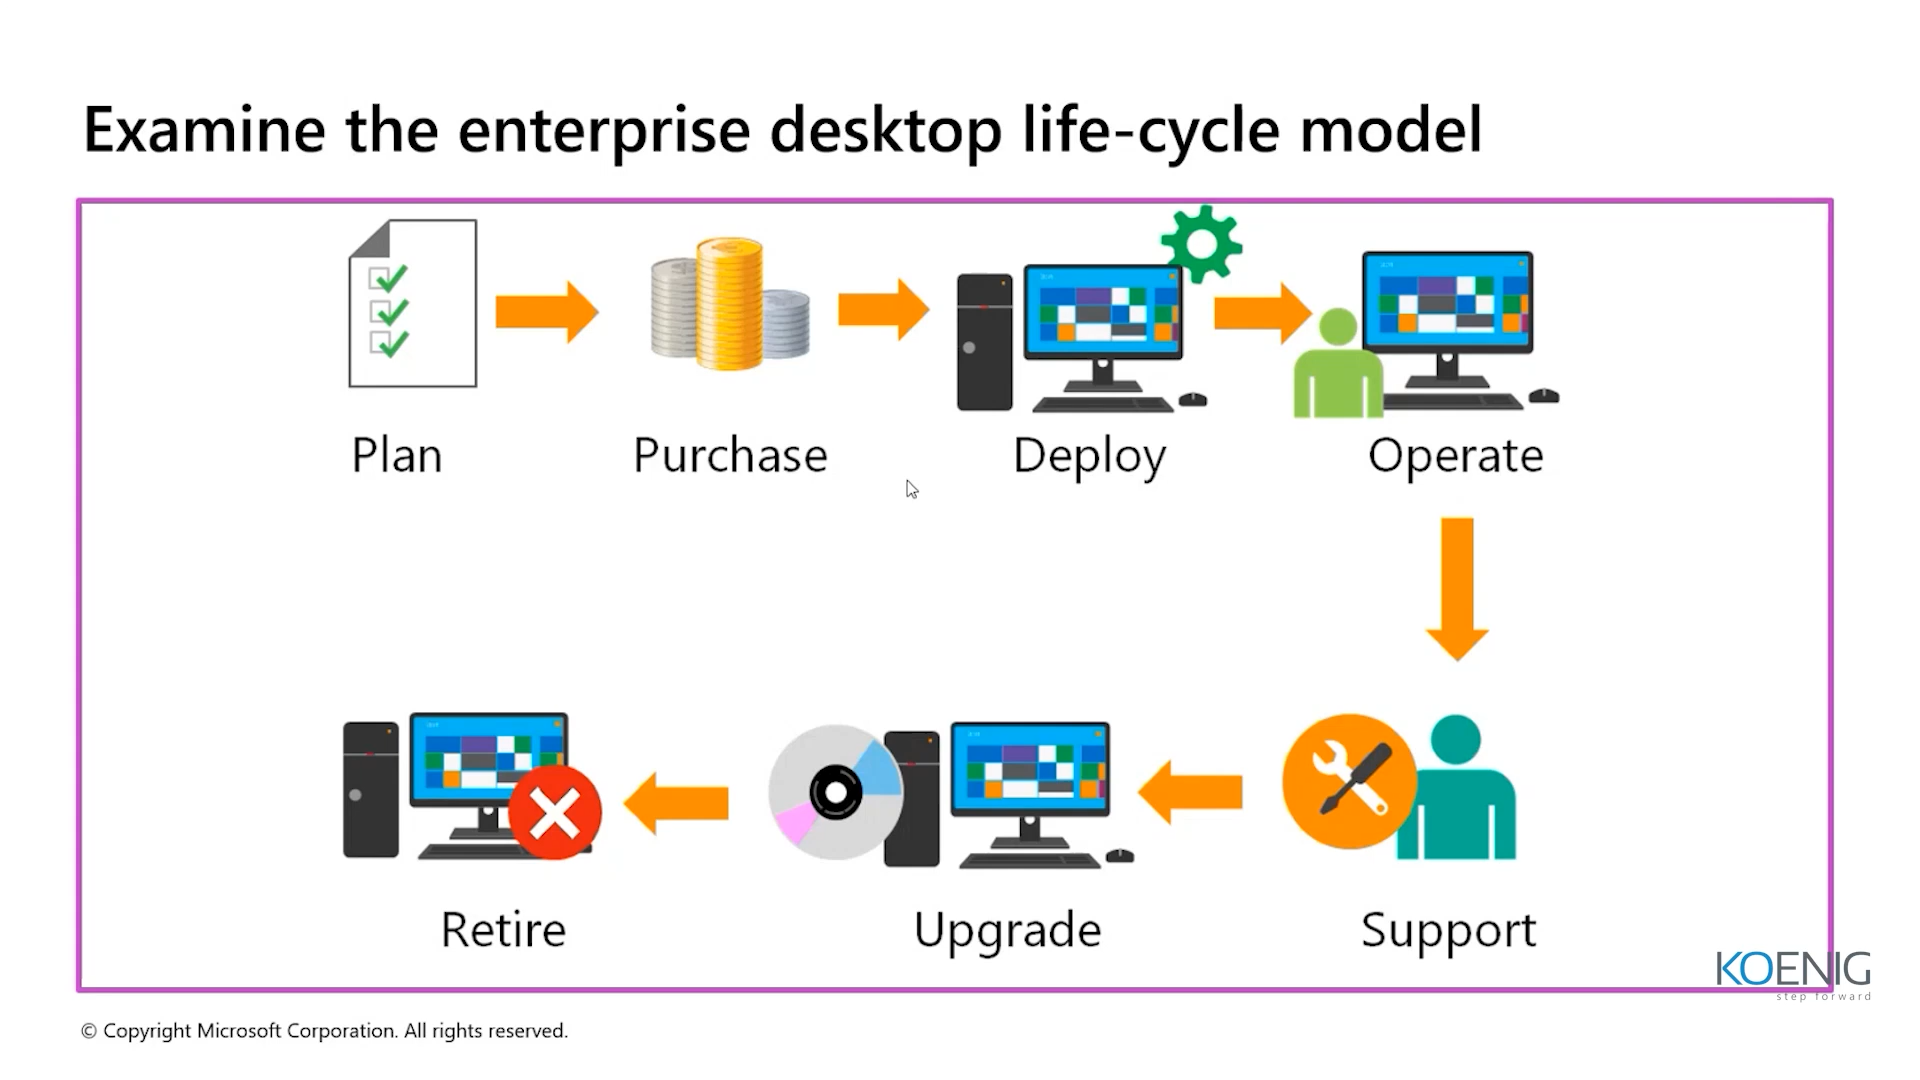 Examine the enterprise desktop life-cycle model
Plan
Purchase
Deploy
Operate
Retire
Upgrade
Support
KOENIG
step forward
© Copyright Microsoft Corporation. All rights reserved.